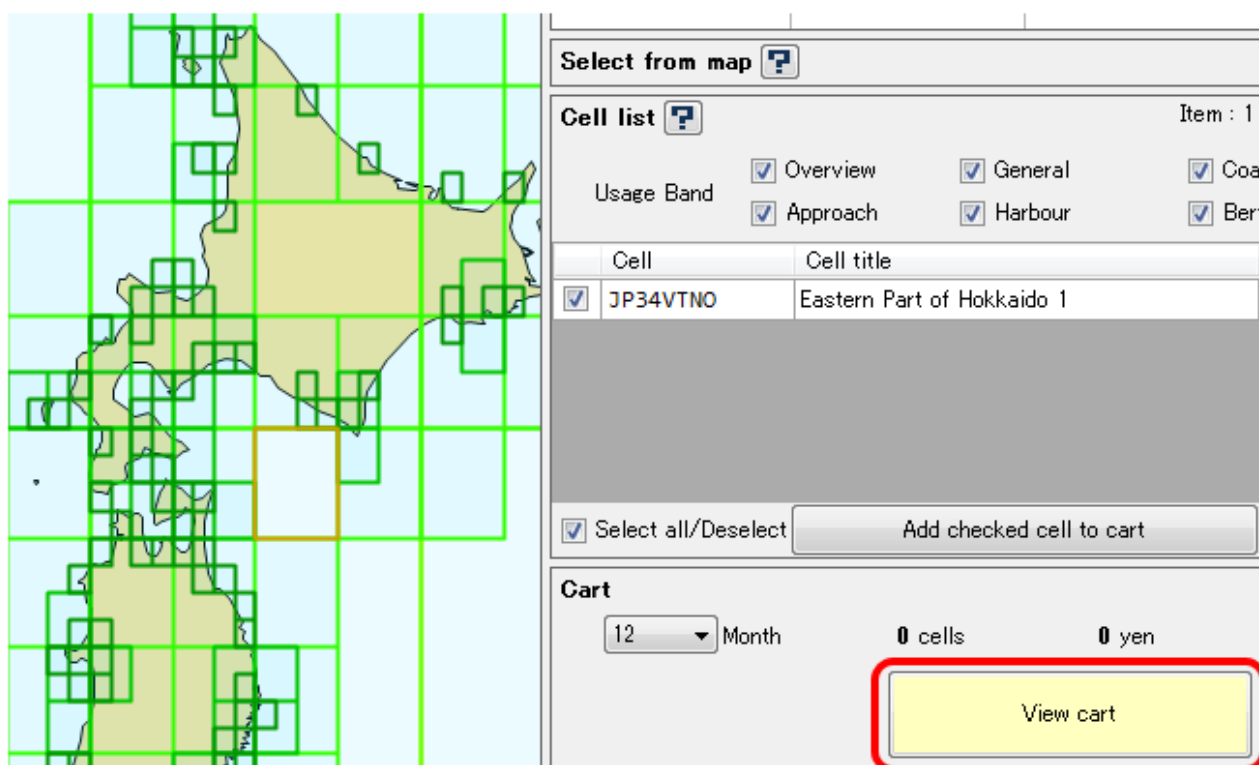 Select from map ?
Cell list ? Item : 1
Usage Band
Overview General Coa
Approach Harbour Ber
Cell Cell title
JP34VTNO Eastern Part of Hokkaido 1
Select all/Deselect Add checked cell to cart
Cart
12 Month 0 cells 0 yen
View cart